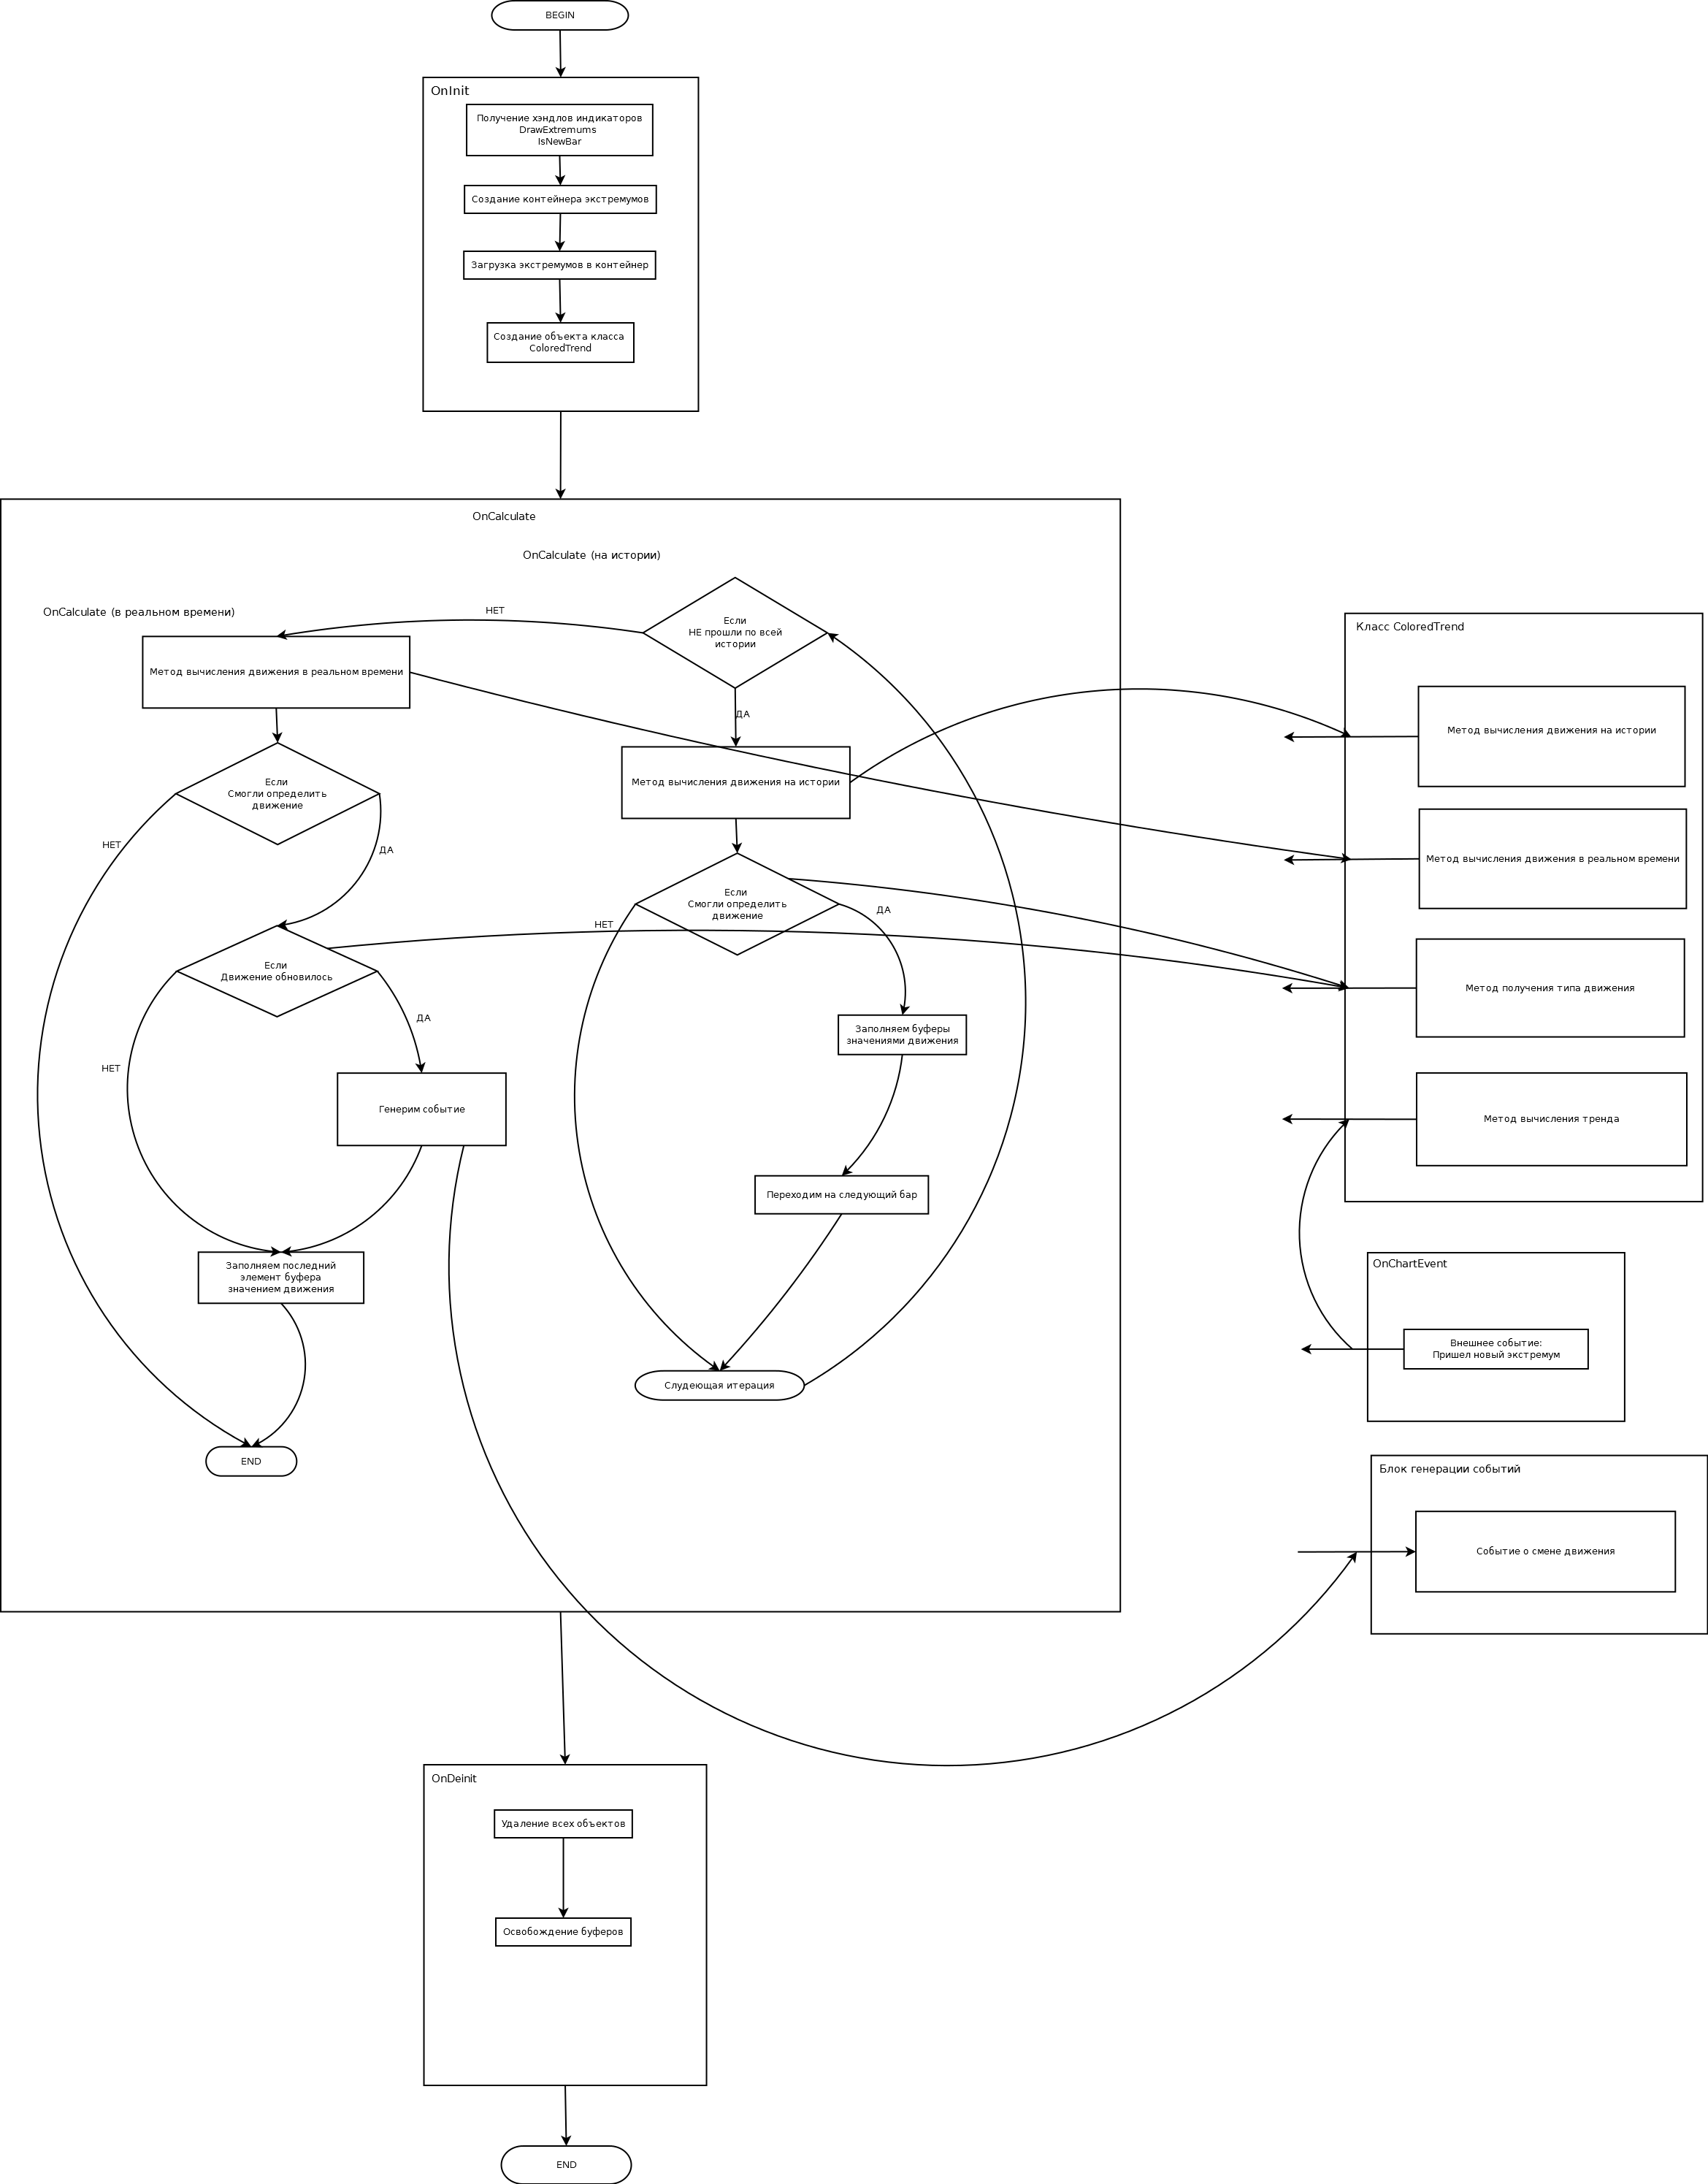 BEGIN
OnInit
Получение хэндлов индикаторов
DrawExtremums
IsNewBar
Создание контейнера экстремумов
Загрузка экстремумов в контейнер
Создание объекта класса
ColoredTrend
OnCalculate
OnCalculate (на истории)
OnCalculate (в реальном времени)
НЕТ
Если
НЕ прошли по всей
истории
Метод вычисления движения в реальном времени
ДА
Если
Смогли определить
движение
Метод вычисления движения на истории
НЕТ
ДА
Если
Смогли определить
движение
ДА
НЕТ
Если
Движение обновилось
ДА
НЕТ
Заполняем буферы
значениями движения
Генерим событие
Переходим на следующий бар
Заполняем последний
элемент буфера
значением движения
Слудеющая итерация
END
Класс ColoredTrend
Метод вычисления движения на истории
Метод вычисления движения в реальном времени
Метод получения типа движения
Метод вычисления тренда
OnChartEvent
Внешнее событие:
Пришел новый экстремум
Блок генерации событий
Событие о смене движения
OnDeinit
Удаление всех объектов
Освобождение буферов
END